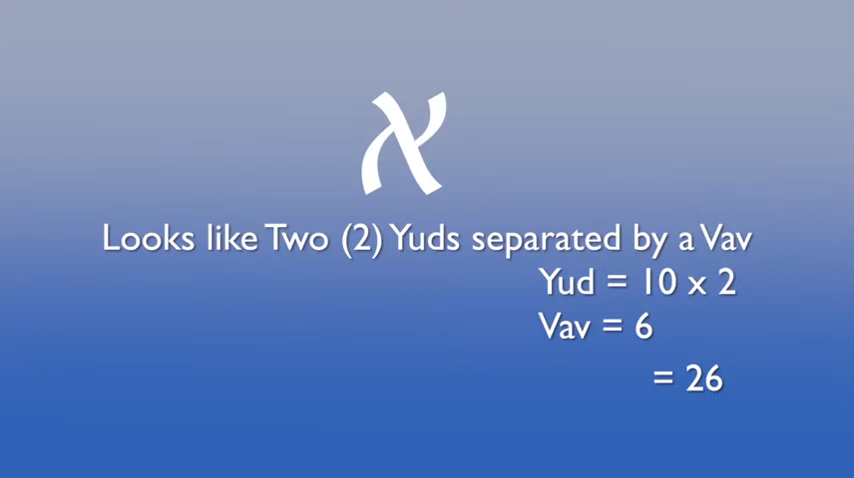 א
Looks like Two (2) Yuds separated by a Vav
Yud = 10 x 2
Vav = 6
= 26